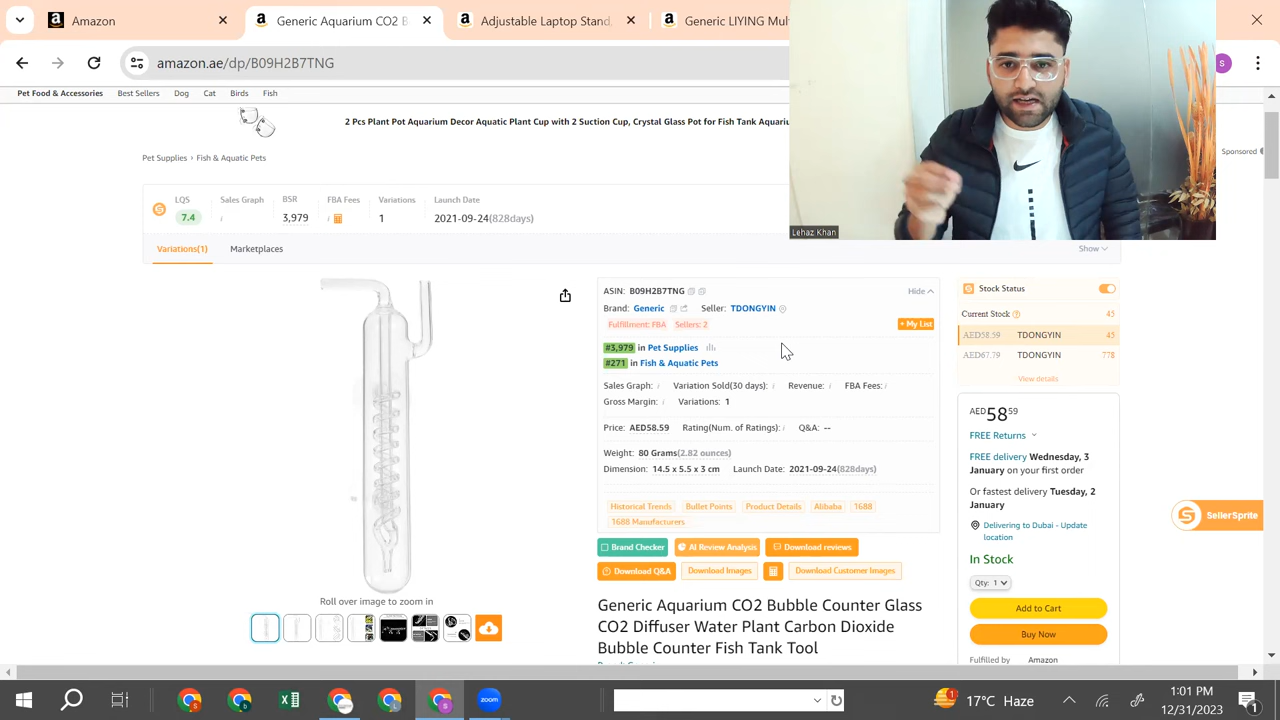 Amazon
Generic Aquarium CO2 B
Adjustable Laptop Stand,
Generic LIYING Mul
amazon.ae/dp/B09H2B7TNG
S
Pet Food & Accessories Best Sellers Dog Cat Birds Fish
2 Pcs Plant Pot Aquarium Decor Aquatic Plant Cup with 2 Suction Cup, Crystal Glass Pot for Fish Tank Aquariu
Pet Supplies › Fish & Aquatic Pets
Sponsored
LQS Sales Graph BSR FBA Fees Variations Launch Date
7.4 i 3,979 i 1 2021-09-24(828days)
Lehaz Khan
Variations(1) Marketplaces Show
ASIN: B09H2B7TNG Hide
Brand: Generic Seller: TDONGYIN
Fulfillment: FBA Sellers: 2 + My List
#3,979 in Pet Supplies
#271 in Fish & Aquatic Pets
Sales Graph: i Variation Sold(30 days): i Revenue: i FBA Fees: i
Gross Margin: i Variations: 1
Price: AED58.59 Rating(Num. of Ratings): i Q&A: --
Weight: 80 Grams(2.82 ounces)
Dimension: 14.5 x 5.5 x 3 cm Launch Date: 2021-09-24(828days)
Historical Trends Bullet Points Product Details Alibaba 1688
1688 Manufacturers
Brand Checker AI Review Analysis Download reviews
Download Q&A Download Images Download Customer Images
Generic Aquarium CO2 Bubble Counter Glass
CO2 Diffuser Water Plant Carbon Dioxide
Bubble Counter Fish Tank Tool
Roll over image to zoom in
S Stock Status
Current Stock ? 45
AED58.59 TDONGYIN 45
AED67.79 TDONGYIN 778
View details
AED58 59
FREE Returns
FREE delivery Wednesday, 3
January on your first order
Or fastest delivery Tuesday, 2
January
Delivering to Dubai - Update
location
In Stock
Qty: 1
Add to Cart
Buy Now
Fulfilled by Amazon
S SellerSprite
zoom
1
17°C Haze
1:01 PM
12/31/2023
1